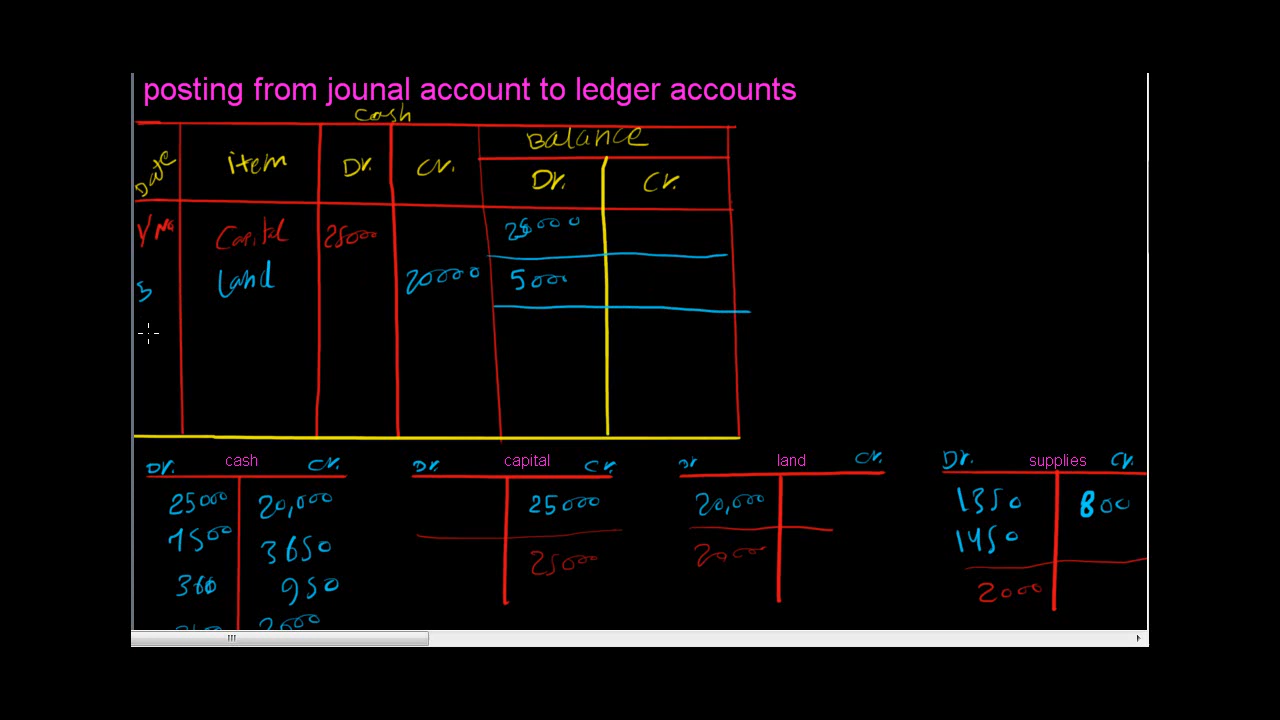 posting from jounal account to ledger accounts
cash
Date item Dr. Cr. Balance
Dr. Cr.
Capital 25000 25000
5 Land 20000 5000
Dr. cash Cr. Dr. capital Cr. Dr land Cr. Dr. supplies Cr.
25000 20,000 25000 20,000 1350 800
7500 3650 1450
360 950 25000 20000 2000
2000